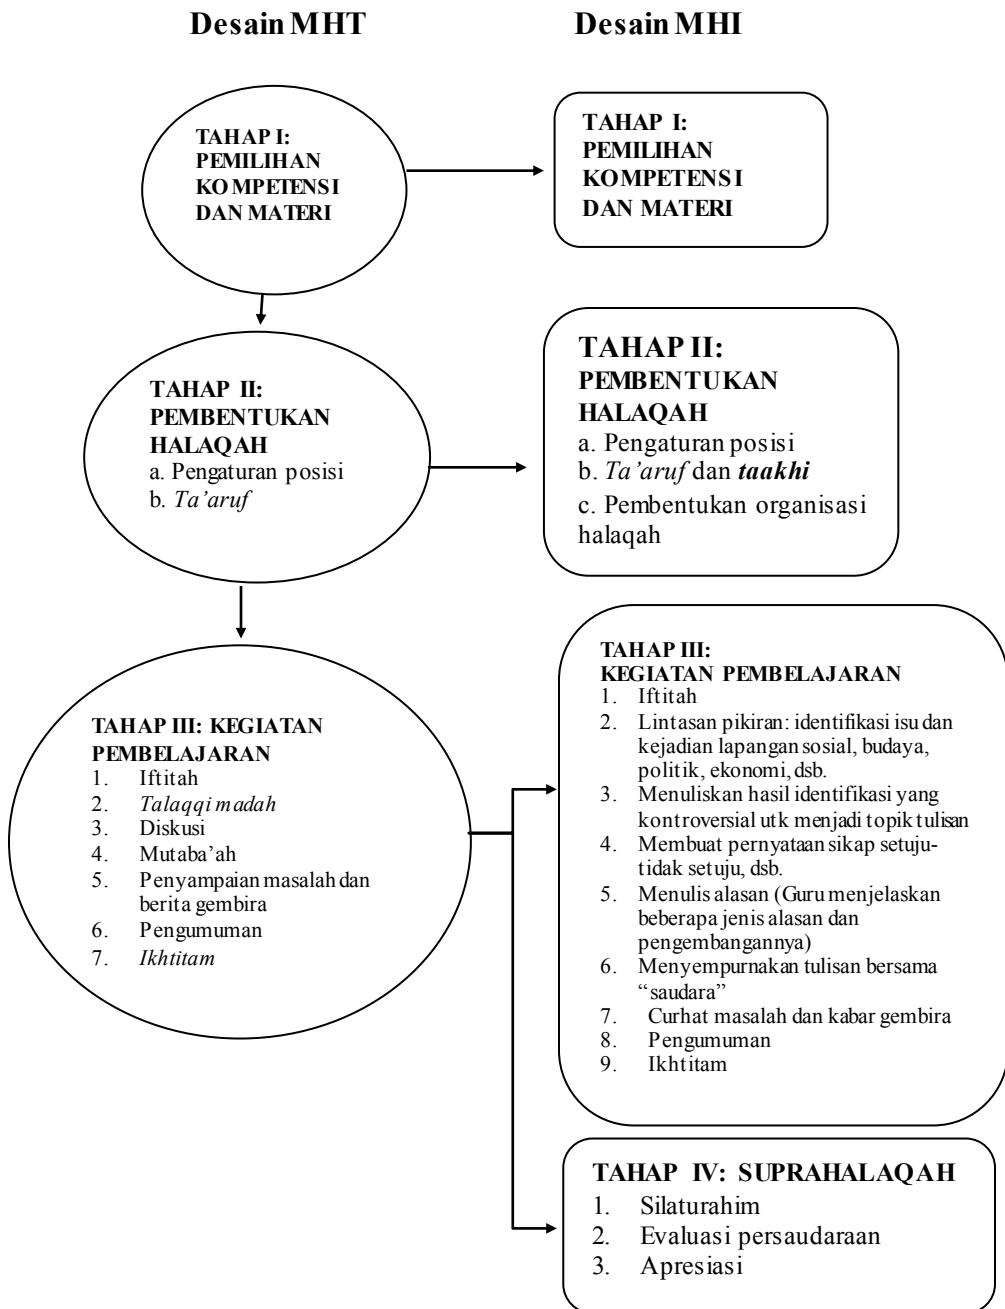 Desain MHT
Desain MHI
TAHAP I:
PEMILIHAN
KOMPETENSI
DAN MATERI
TAHAP I:
PEMILIHAN
KOMPETENSI
DAN MATERI
TAHAP II:
PEMBENTUKAN
HALAQAH
a. Pengaturan posisi
b. Ta’aruf
TAHAP II:
PEMBENTUKAN
HALAQAH
a. Pengaturan posisi
b. Ta’aruf dan taakhi
c. Pembentukan organisasi
halaqah
TAHAP III: KEGIATAN
PEMBELAJARAN
1. Iftitah
2. Talaqqi madah
3. Diskusi
4. Mutaba’ah
5. Penyampaian masalah dan
berita gembira
6. Pengumuman
7. Ikhtitam
TAHAP III:
KEGIATAN PEMBELAJARAN
1. Iftitah
2. Lintasan pikiran: identifikasi isu dan
kejadian lapangan sosial, budaya,
politik, ekonomi, dsb.
3. Menuliskan hasil identifikasi yang
kontroversial utk menjadi topik tulisan
4. Membuat pernyataan sikap setuju-
tidak setuju, dsb.
5. Menulis alasan (Guru menjelaskan
beberapa jenis alasan dan
pengembangannya)
6. Menyempurnakan tulisan bersama
“saudara”
7. Curhat masalah dan kabar gembira
8. Pengumuman
9. Ikhtitam
TAHAP IV: SUPRAHALAQAH
1. Silaturahim
2. Evaluasi persaudaraan
3. Apresiasi